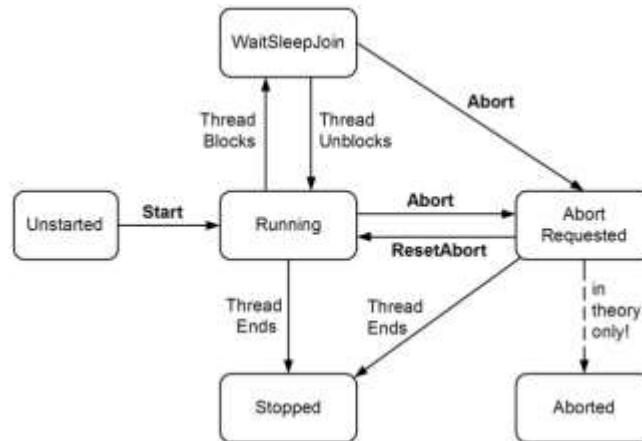 WaitSleepJoin
Abort
Thread
Blocks
Thread
Unblocks
Unstarted
Start
Running
Abort
ResetAbort
Abort
Requested
Thread
Ends
Thread
Ends
in
theory
only!
Stopped
Aborted